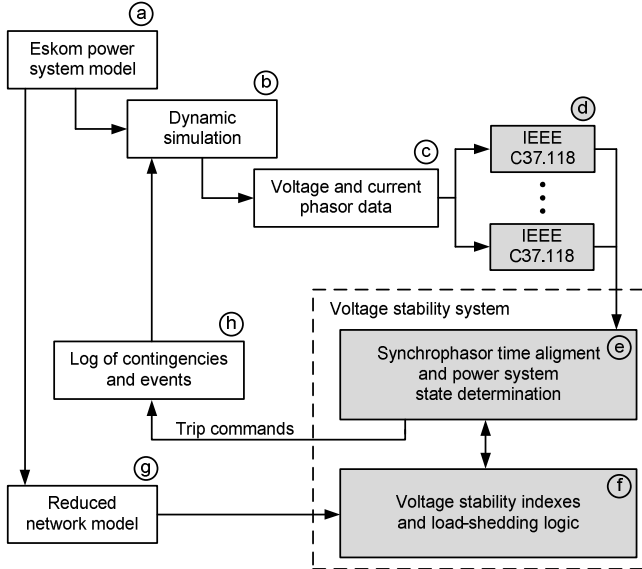 a
Eskom power
system model
b
Dynamic
simulation
c
Voltage and current
phasor data
d
IEEE
C37.118
IEEE
C37.118
Voltage stability system
e
Synchrophasor time aligment
and power system
state determination
h
Log of contingencies
and events
Trip commands
g
Reduced
network model
f
Voltage stability indexes
and load-shedding logic